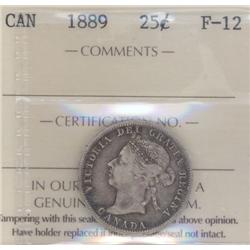 CAN 1889 25¢ F-12
— COMMENTS —
— CERTIFICATION NO. —
VICTORIA DEI GRATIA REGINA
CANADA
IN OUR A
GENUIN
Tampering with this seal s above opinion.
Have holder replaced if seal not intact.